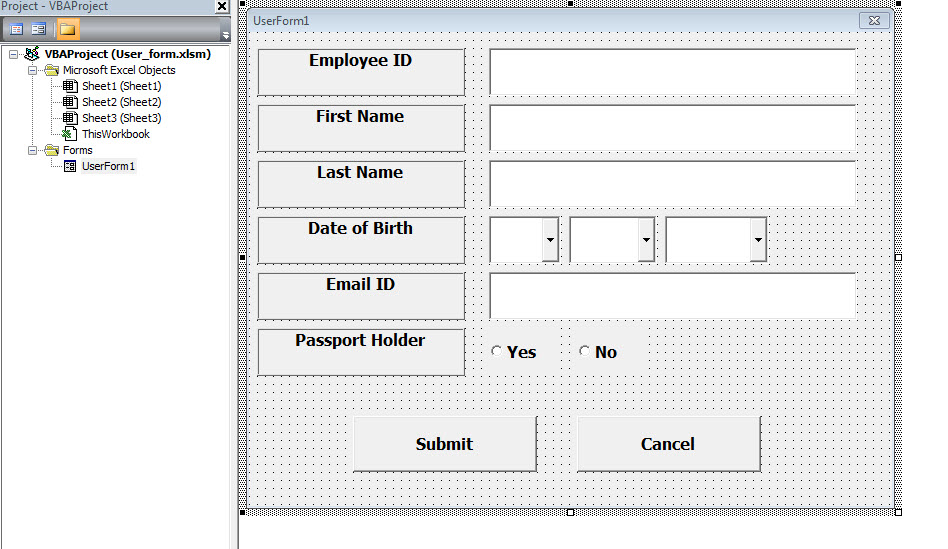 Project - VBAProject
VBAProject (User_form.xlsm)
Microsoft Excel Objects
Sheet1 (Sheet1)
Sheet2 (Sheet2)
Sheet3 (Sheet3)
ThisWorkbook
Forms
UserForm1
UserForm1
Employee ID
First Name
Last Name
Date of Birth
Email ID
Passport Holder
Yes No
Submit Cancel